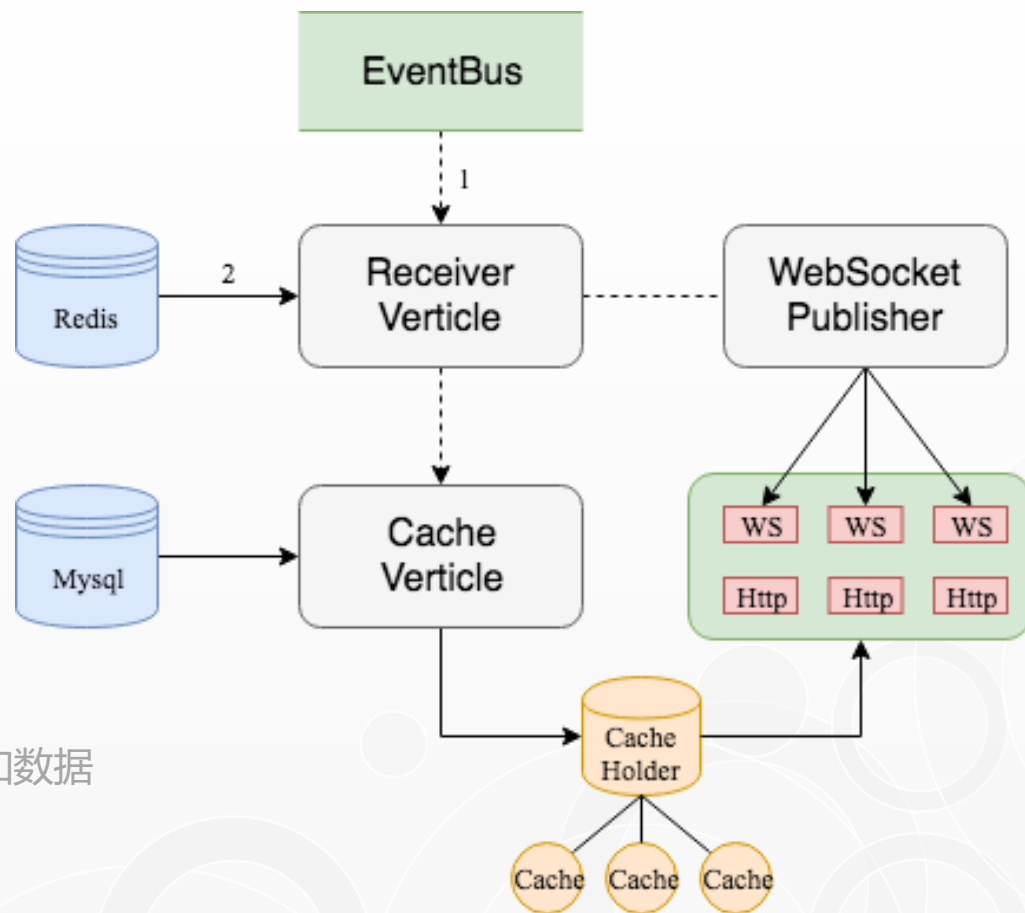 EventBus
1
Redis
2
Receiver
Verticle
WebSocket
Publisher
Mysql
Cache
Verticle
WS
WS
WS
Http
Http
Http
Cache
Holder
数据
Cache
Cache
Cache